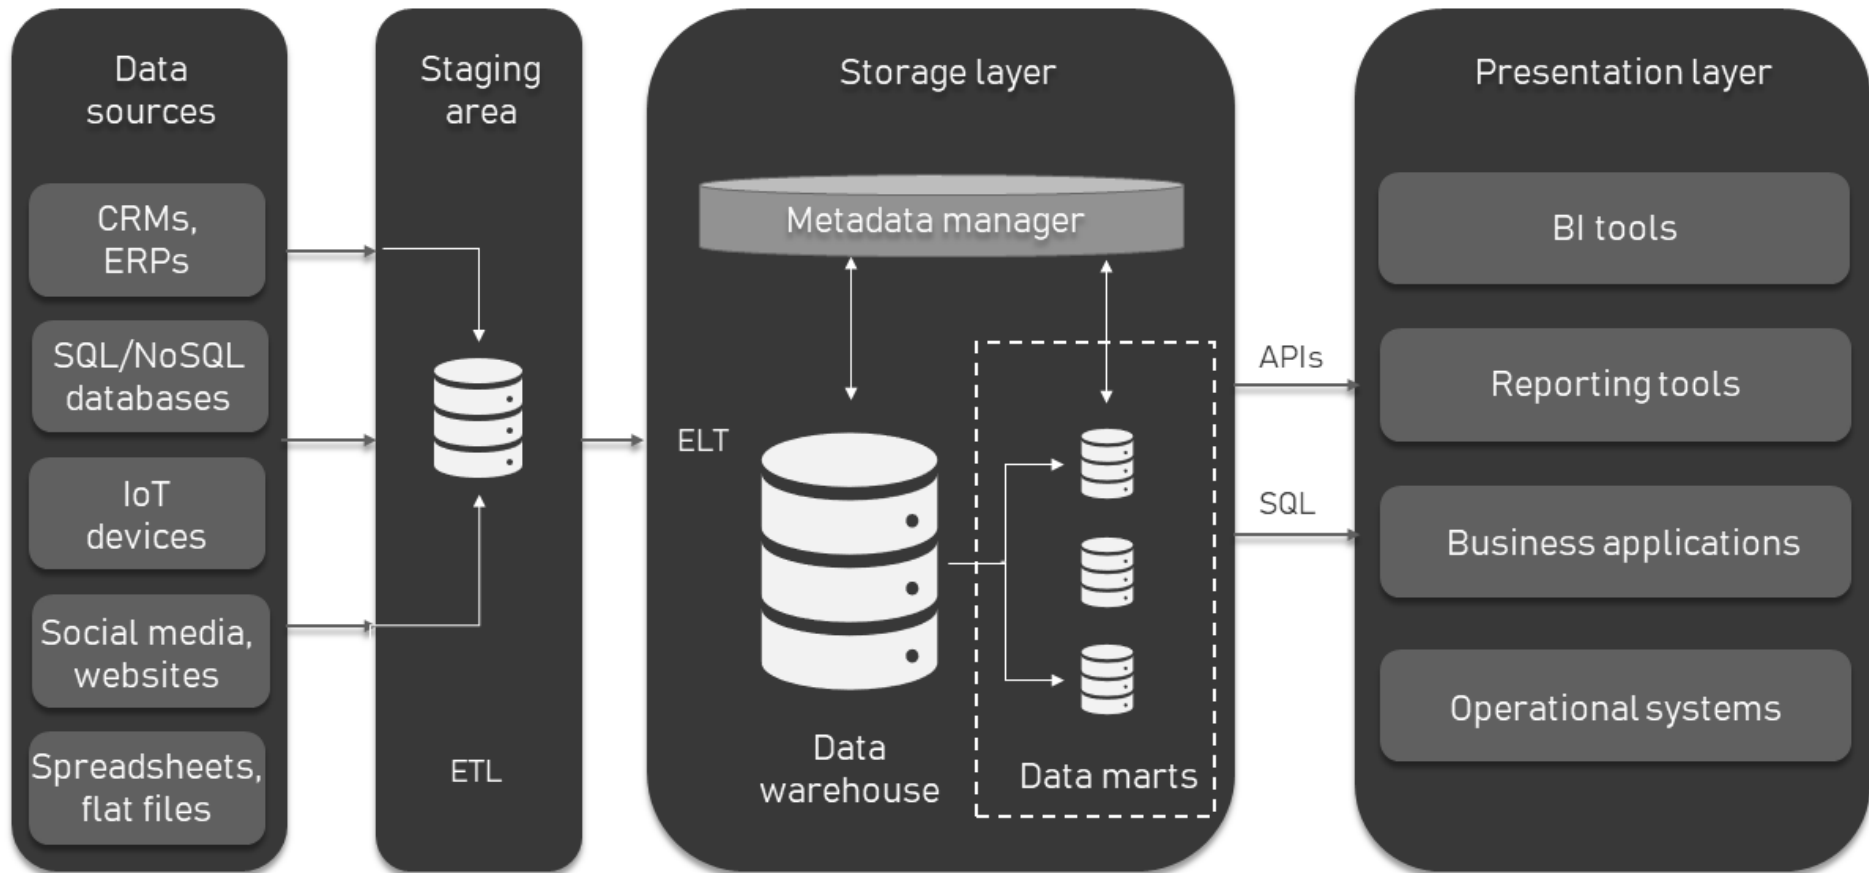 Data
sources
CRMs,
ERPs
SQL/NoSQL
databases
IoT
devices
Social media,
websites
Spreadsheets,
flat files
Staging
area
ETL
Storage layer
Metadata manager
ELT
Data
warehouse
Data marts
APIs
SQL
Presentation layer
BI tools
Reporting tools
Business applications
Operational systems